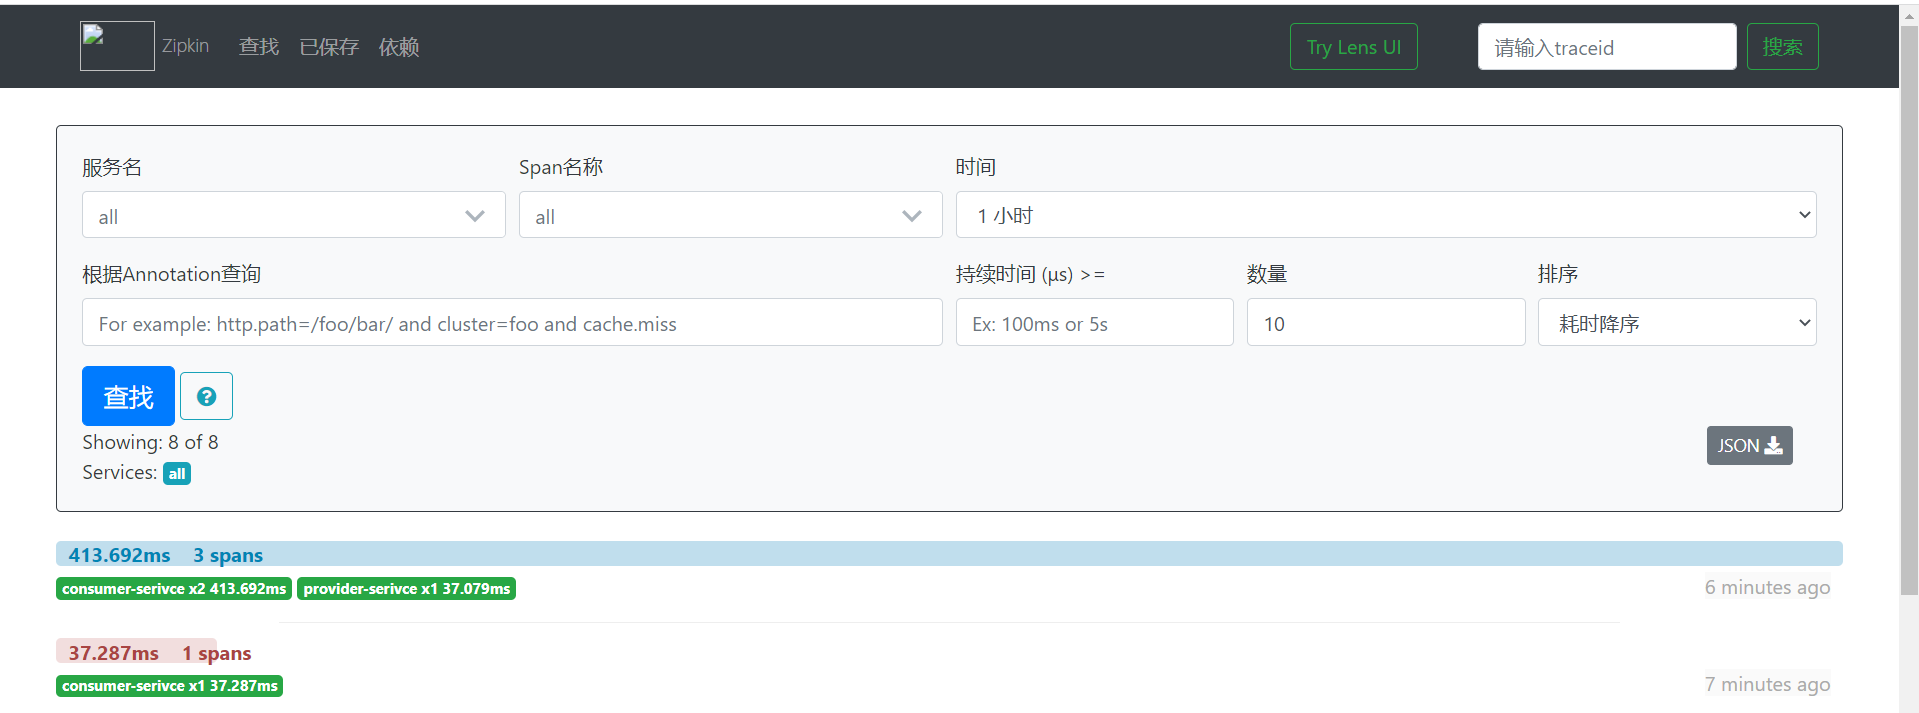 Zipkin 查找 已保存 依赖 Try Lens UI 请输入traceid 搜索
服务名 Span名称 时间
all all 1 小时
根据Annotation查询 持续时间 (μs) >= 数量 排序
For example: http.path=/foo/bar/ and cluster=foo and cache.miss Ex: 100ms or 5s 10 耗时降序
查找
Showing: 8 of 8
JSON
Services: all
413.692ms 3 spans
consumer-serivce x2 413.692ms provider-serivce x1 37.079ms 6 minutes ago
37.287ms 1 spans
consumer-serivce x1 37.287ms 7 minutes ago